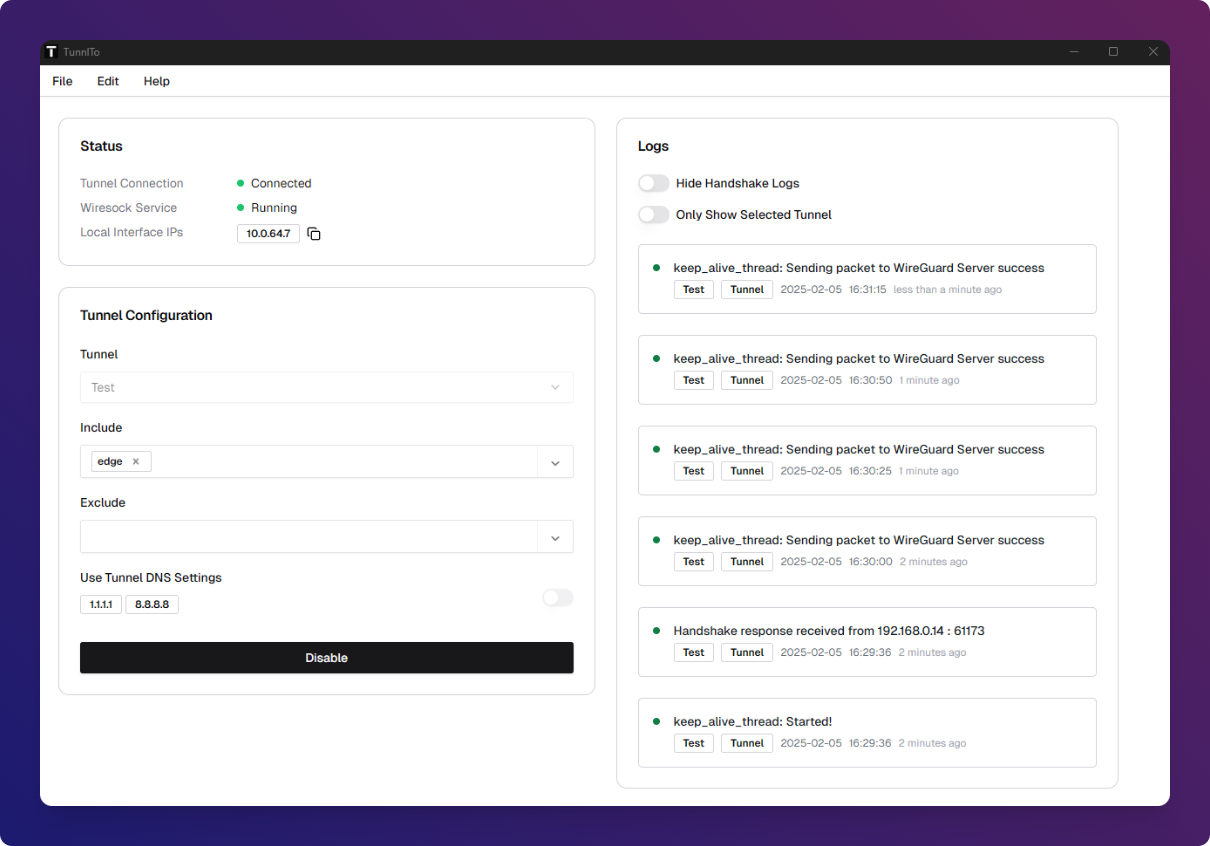 T TunnlTo
File Edit Help
Status
Tunnel Connection Connected
Wiresock Service Running
Local Interface IPs 10.0.64.7
Tunnel Configuration
Tunnel
Test
Include
edge ×
Exclude
Use Tunnel DNS Settings
1.1.1.1 8.8.8.8
Disable
Logs
Hide Handshake Logs
Only Show Selected Tunnel
keep_alive_thread: Sending packet to WireGuard Server success
Test Tunnel 2025-02-05 16:31:15 less than a minute ago
keep_alive_thread: Sending packet to WireGuard Server success
Test Tunnel 2025-02-05 16:30:50 1 minute ago
keep_alive_thread: Sending packet to WireGuard Server success
Test Tunnel 2025-02-05 16:30:25 1 minute ago
keep_alive_thread: Sending packet to WireGuard Server success
Test Tunnel 2025-02-05 16:30:00 2 minutes ago
Handshake response received from 192.168.0.14 : 61173
Test Tunnel 2025-02-05 16:29:36 2 minutes ago
keep_alive_thread: Started!
Test Tunnel 2025-02-05 16:29:36 2 minutes ago